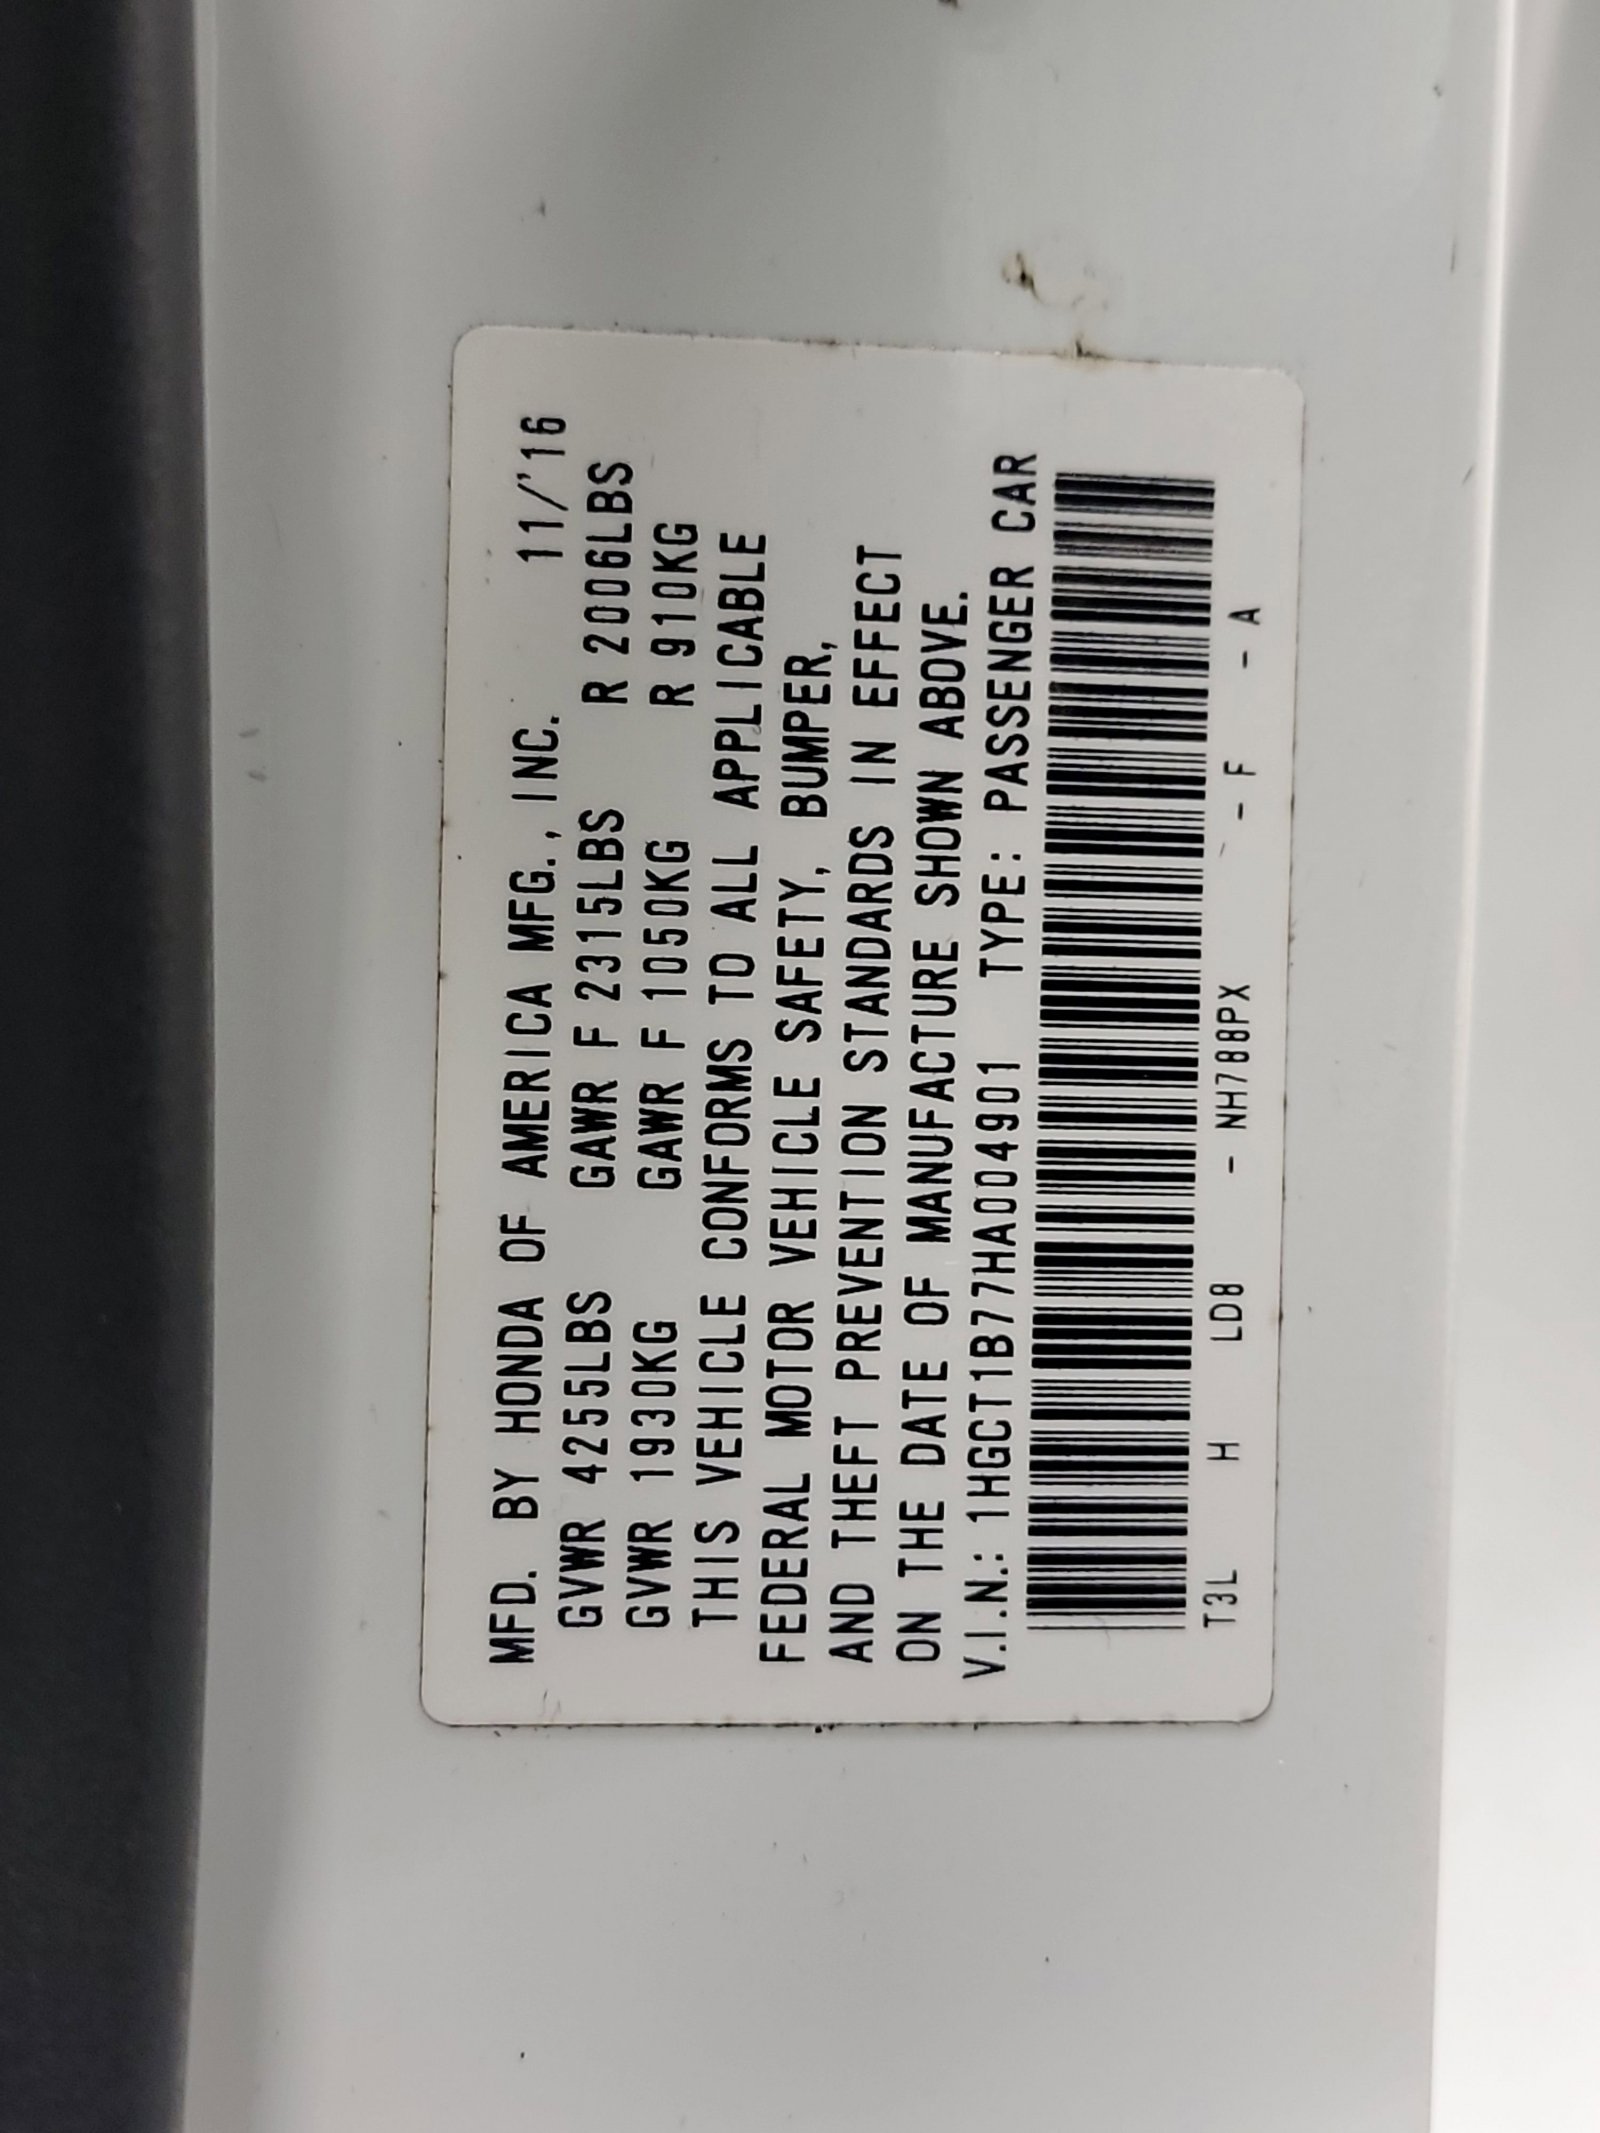 MFD. BY HONDA OF AMERICA MFG., INC. 11/'16
GVWR 4255LBS GAWR F 2315LBS R 2006LBS
GVWR 1930KG GAWR F 1050KG R 910KG
THIS VEHICLE CONFORMS TO ALL APPLICABLE
FEDERAL MOTOR VEHICLE SAFETY, BUMPER,
AND THEFT PREVENTION STANDARDS IN EFFECT
ON THE DATE OF MANUFACTURE SHOWN ABOVE.
V.I.N.: 1HGCT1B77HA004901 TYPE: PASSENGER CAR
T3L H LD8 - NH788PX - F - A